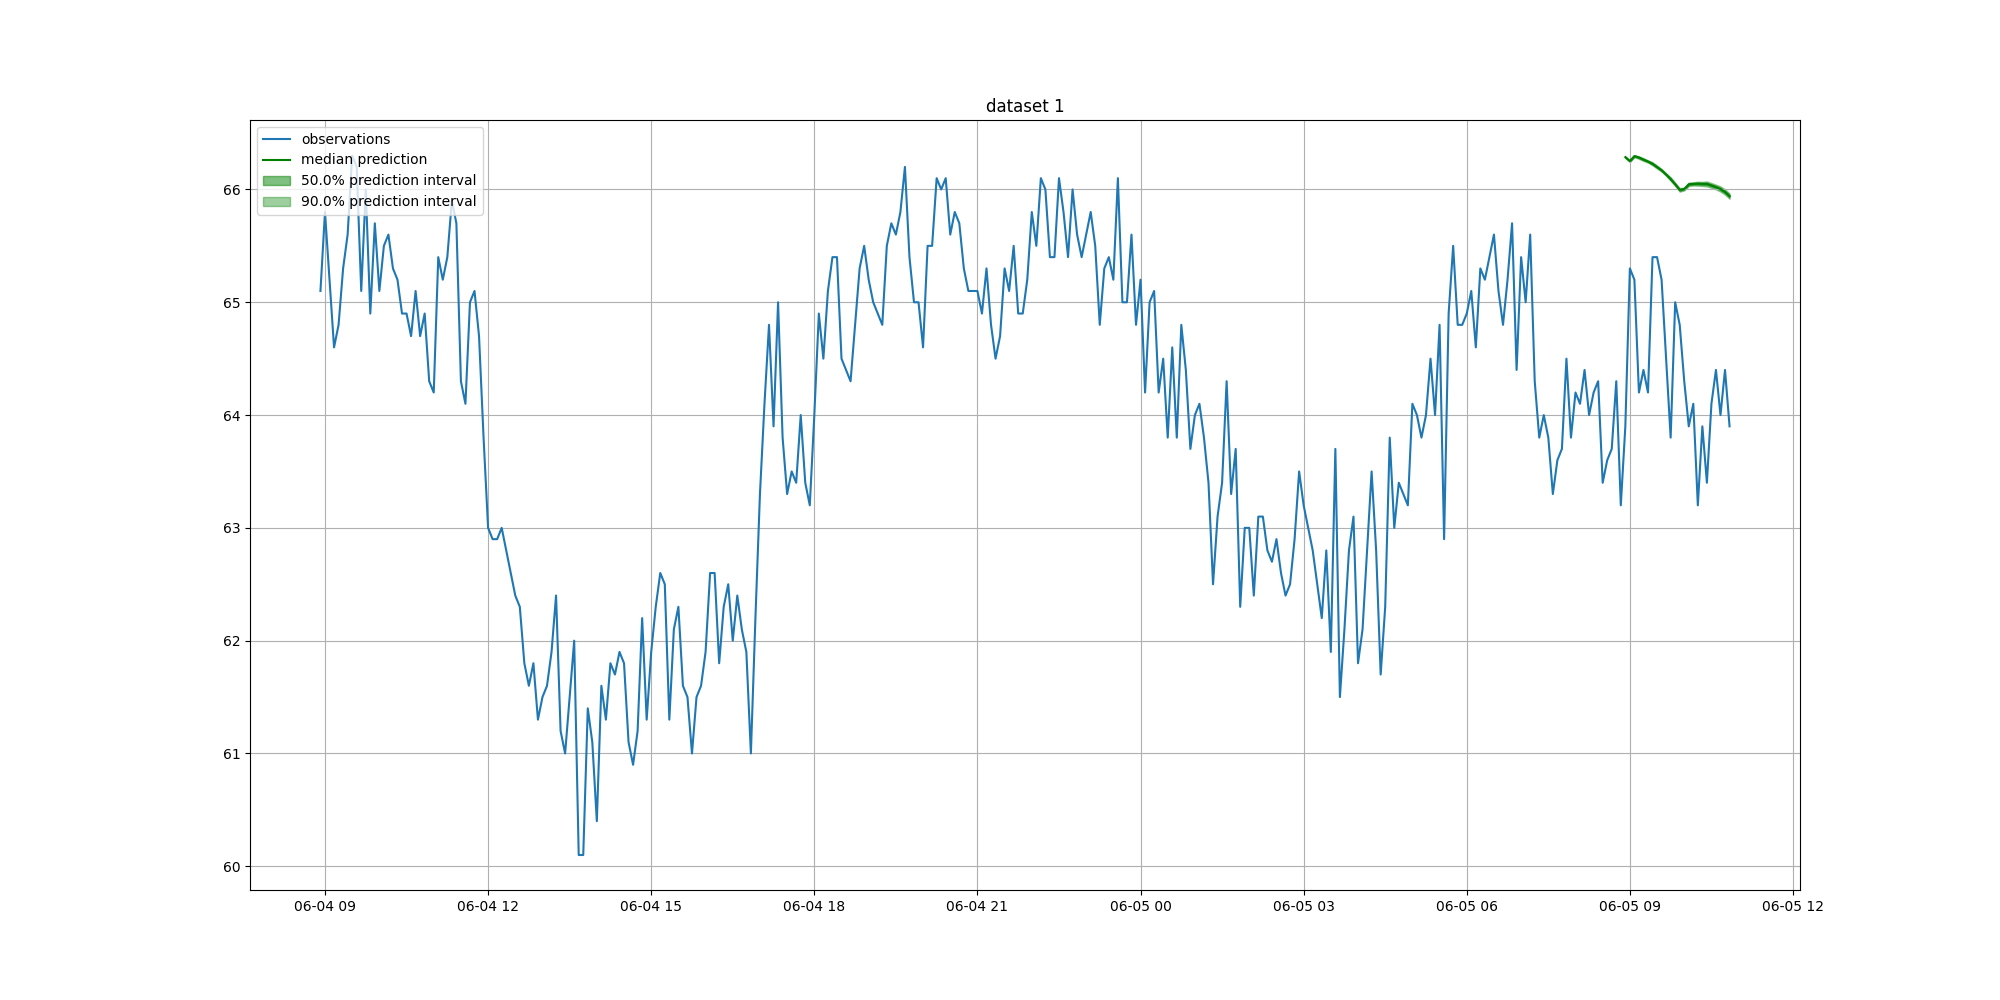 dataset 1
observations
median prediction
50.0% prediction interval
90.0% prediction interval
66
65
64
63
62
61
60
06-04 09 06-04 12 06-04 15 06-04 18 06-04 21 06-05 00 06-05 03 06-05 06 06-05 09 06-05 12